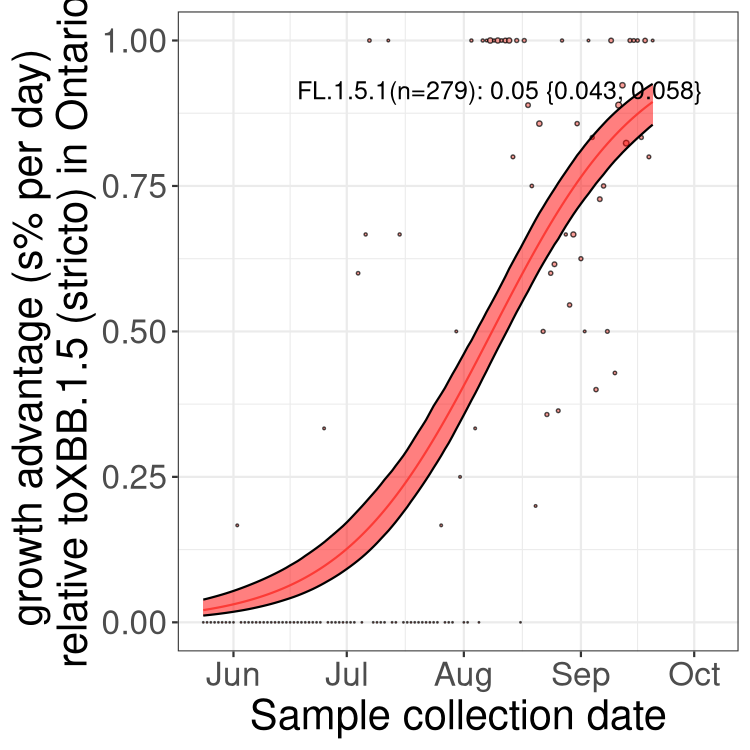 growth advantage (s% per day)
relative toXBB.1.5 (stricto) in Ontario
1.00
0.75
0.50
0.25
0.00
FL.1.5.1(n=279): 0.05 {0.043, 0.058}
Jun Jul Aug Sep Oct
Sample collection date